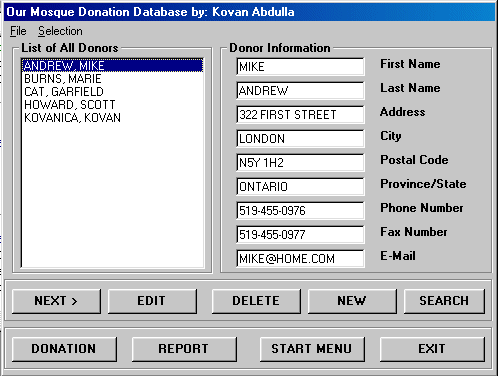 Our Mosque Donation Database by: Kovan Abdulla
File Selection
List of All Donors
ANDREW, MIKE
BURNS, MARIE
CAT, GARFIELD
HOWARD, SCOTT
KOVANICA, KOVAN
Donor Information
MIKE First Name
ANDREW Last Name
322 FIRST STREET Address
LONDON City
N5Y 1H2 Postal Code
ONTARIO Province/State
519-455-0976 Phone Number
519-455-0977 Fax Number
MIKE@HOME.COM E-Mail
NEXT > EDIT DELETE NEW SEARCH
DONATION REPORT START MENU EXIT